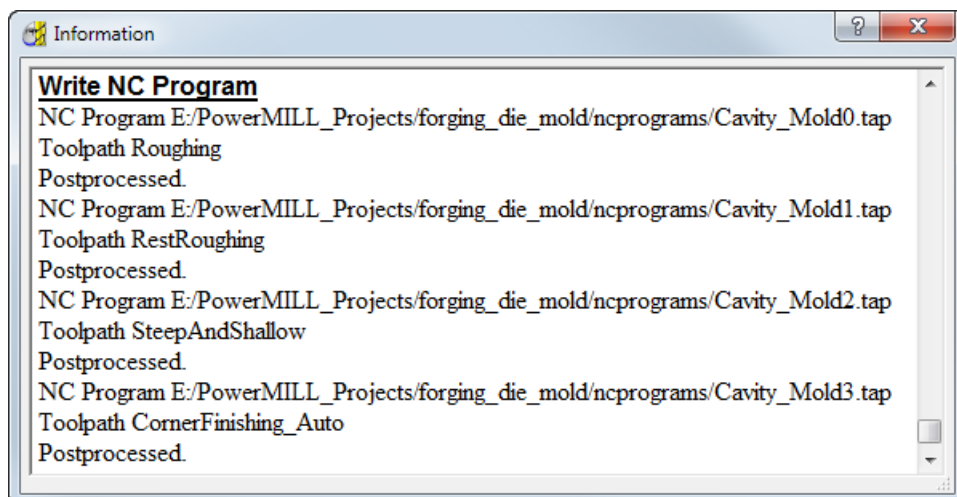 Information
Write NC Program
NC Program E:/PowerMILL_Projects/forging_die_mold/ncprograms/Cavity_Mold0.tap
Toolpath Roughing
Postprocessed.
NC Program E:/PowerMILL_Projects/forging_die_mold/ncprograms/Cavity_Mold1.tap
Toolpath RestRoughing
Postprocessed.
NC Program E:/PowerMILL_Projects/forging_die_mold/ncprograms/Cavity_Mold2.tap
Toolpath SteepAndShallow
Postprocessed.
NC Program E:/PowerMILL_Projects/forging_die_mold/ncprograms/Cavity_Mold3.tap
Toolpath CornerFinishing_Auto
Postprocessed.